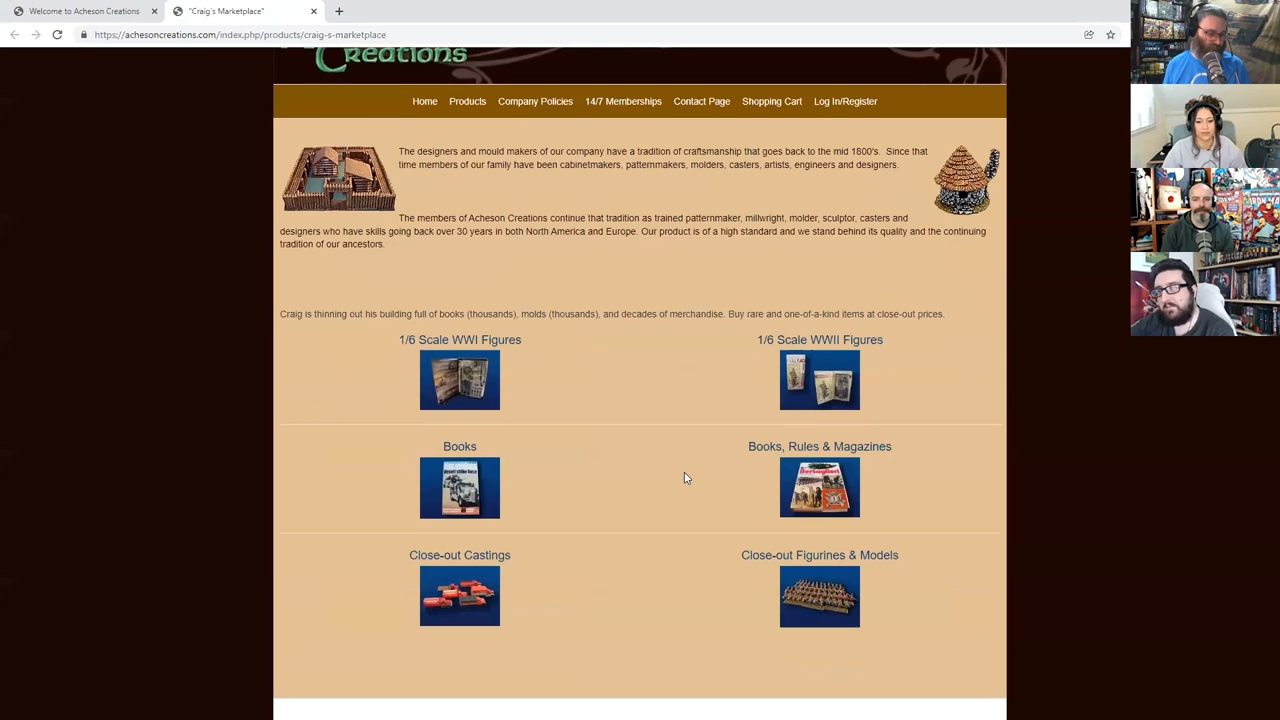 Welcome to Acheson Creations
"Craig's Marketplace"
https://achesoncreations.com/index.php/products/craig-s-marketplace
Creations
Home Products Company Policies 14/7 Memberships Contact Page Shopping Cart Log In/Register
The designers and mould makers of our company have a tradition of craftsmanship that goes back to the mid 1800's. Since that
time members of our family have been cabinetmakers, patternmakers, molders, casters, artists, engineers and designers.
The members of Acheson Creations continue that tradition as trained patternmaker, millwright, molder, sculptor, casters and
designers who have skills going back over 30 years in both North America and Europe. Our product is of a high standard and we stand behind its quality and the continuing
tradition of our ancestors.
Craig is thinning out his building full of books (thousands), molds (thousands), and decades of merchandise. Buy rare and one-of-a-kind items at close-out prices.
1/6 Scale WWI Figures
1/6 Scale WWII Figures
Books
Books, Rules & Magazines
desert strike force
Bersaglieri
Close-out Castings
Close-out Figurines & Models